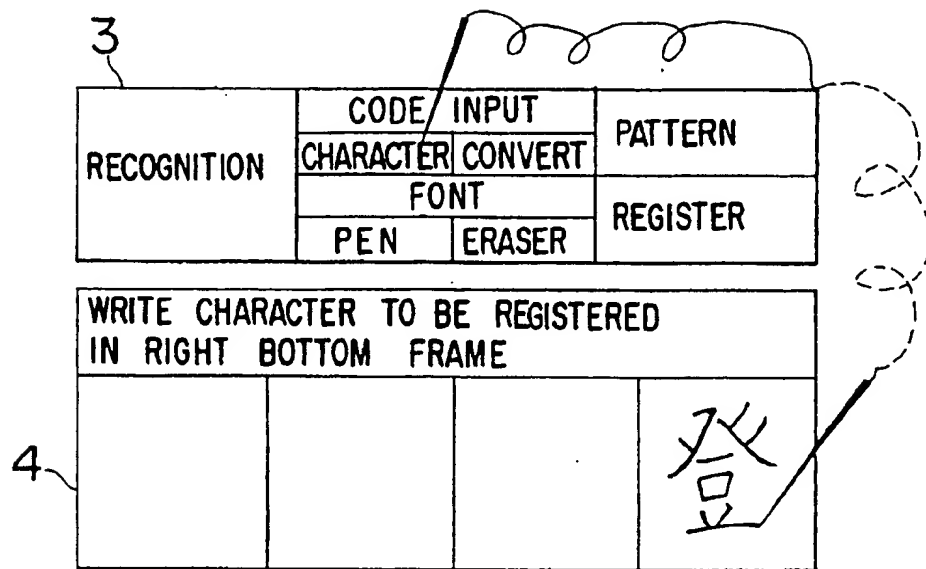 3
CODE INPUT
RECOGNITION
CHARACTER CONVERT
PATTERN
FONT
PEN ERASER
REGISTER
WRITE CHARACTER TO BE REGISTERED
IN RIGHT BOTTOM FRAME
4
登